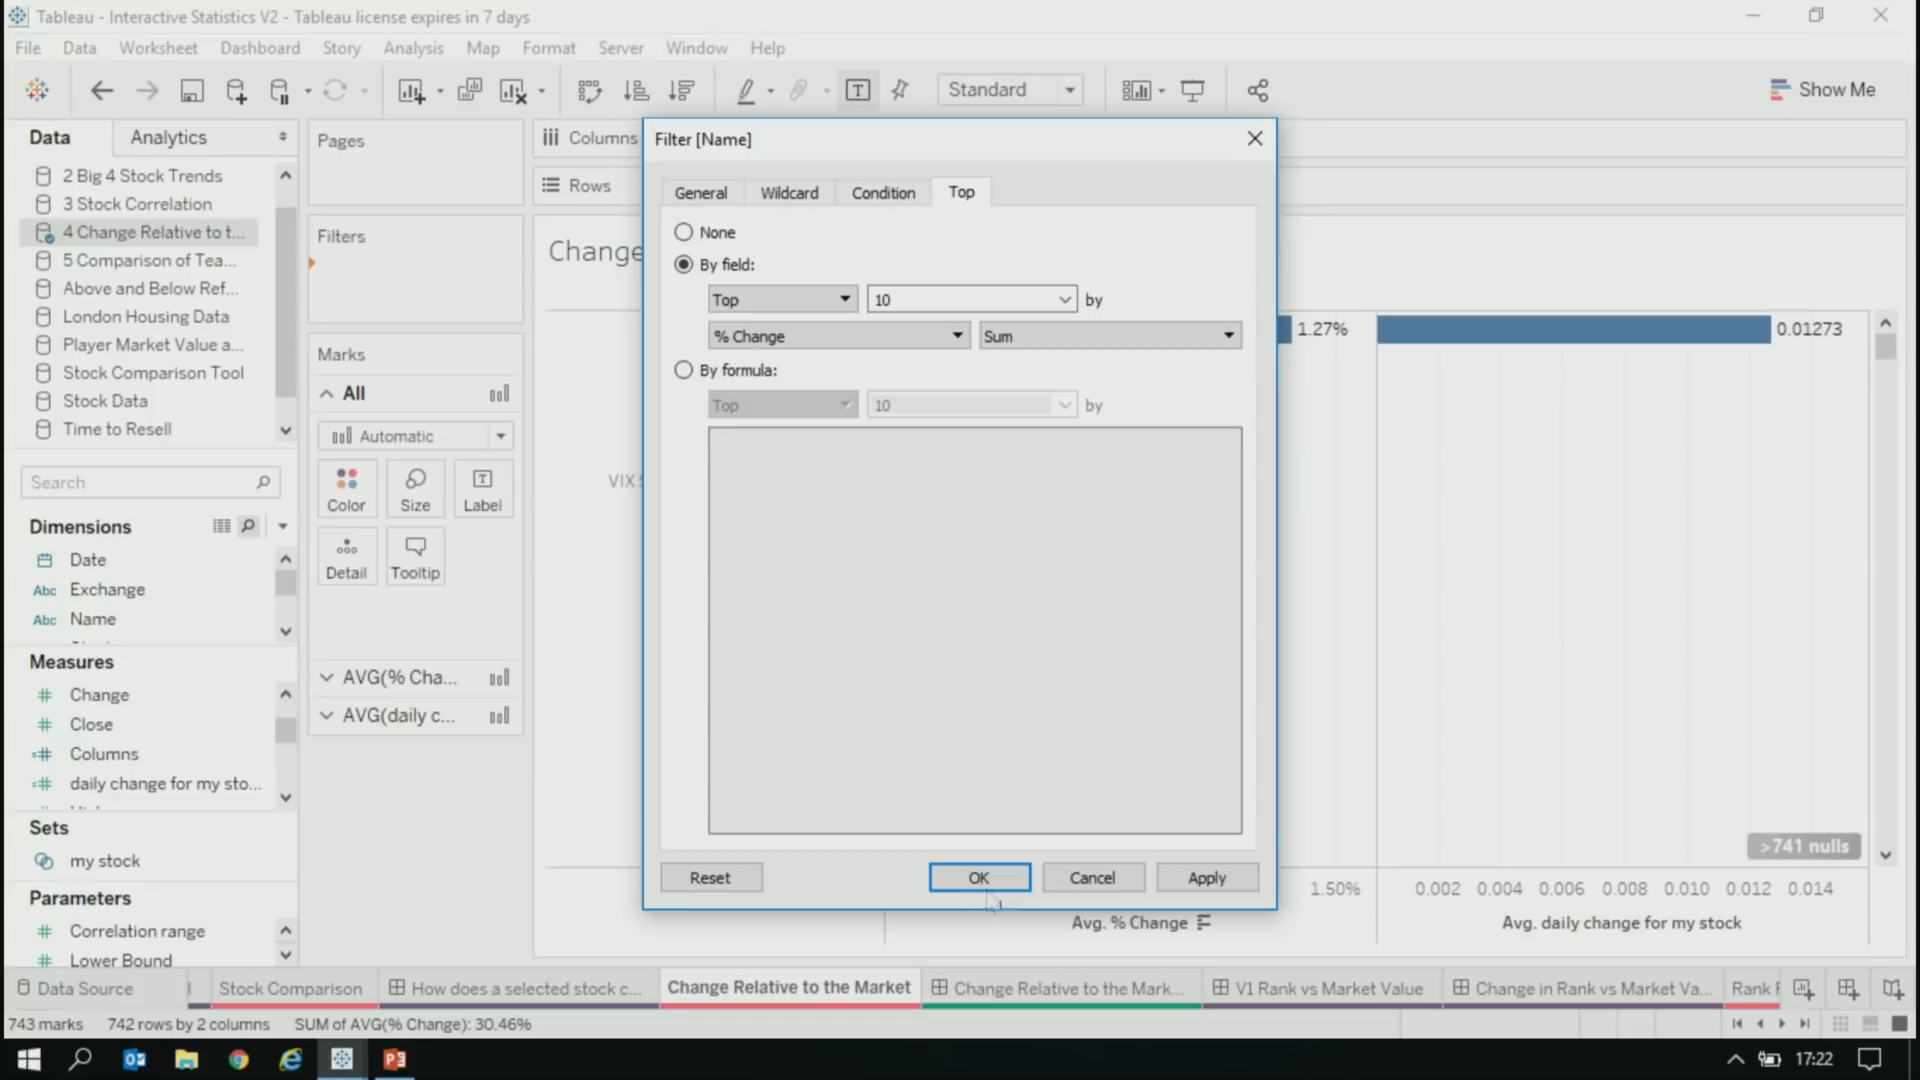 Tableau - Interactive Statistics V2 - Tableau license expires in 7 days
File Data Worksheet Dashboard Story Analysis Map Format Server Window Help
Standard
Show Me
Data Analytics
2 Big 4 Stock Trends
3 Stock Correlation
4 Change Relative to t...
5 Comparison of Tea...
Above and Below Ref...
London Housing Data
Player Market Value a...
Stock Comparison Tool
Stock Data
Time to Resell
Search
Dimensions
Date
Abc Exchange
Abc Name
Measures
Change
Close
Columns
daily change for my sto...
Sets
my stock
Parameters
Correlation range
Lower Bound
Pages
Filters
Marks
All
Automatic
Color Size Label
Detail Tooltip
AVG(% Cha...
AVG(daily c...
Columns
Rows
Change
VIX
Filter [Name]
General Wildcard Condition Top
None
By field:
Top 10 by
% Change Sum
By formula:
Top 10 by
Reset OK Cancel Apply
1.27% 0.01273
>741 nulls
1.50% 0.002 0.004 0.006 0.008 0.010 0.012 0.014
Avg. % Change Avg. daily change for my stock
Data Source Stock Comparison How does a selected stock c... Change Relative to the Market Change Relative to the Mark... V1 Rank vs Market Value Change in Rank vs Market Va... Rank
743 marks 742 rows by 2 columns SUM of AVG(% Change): 30.46%
17:22